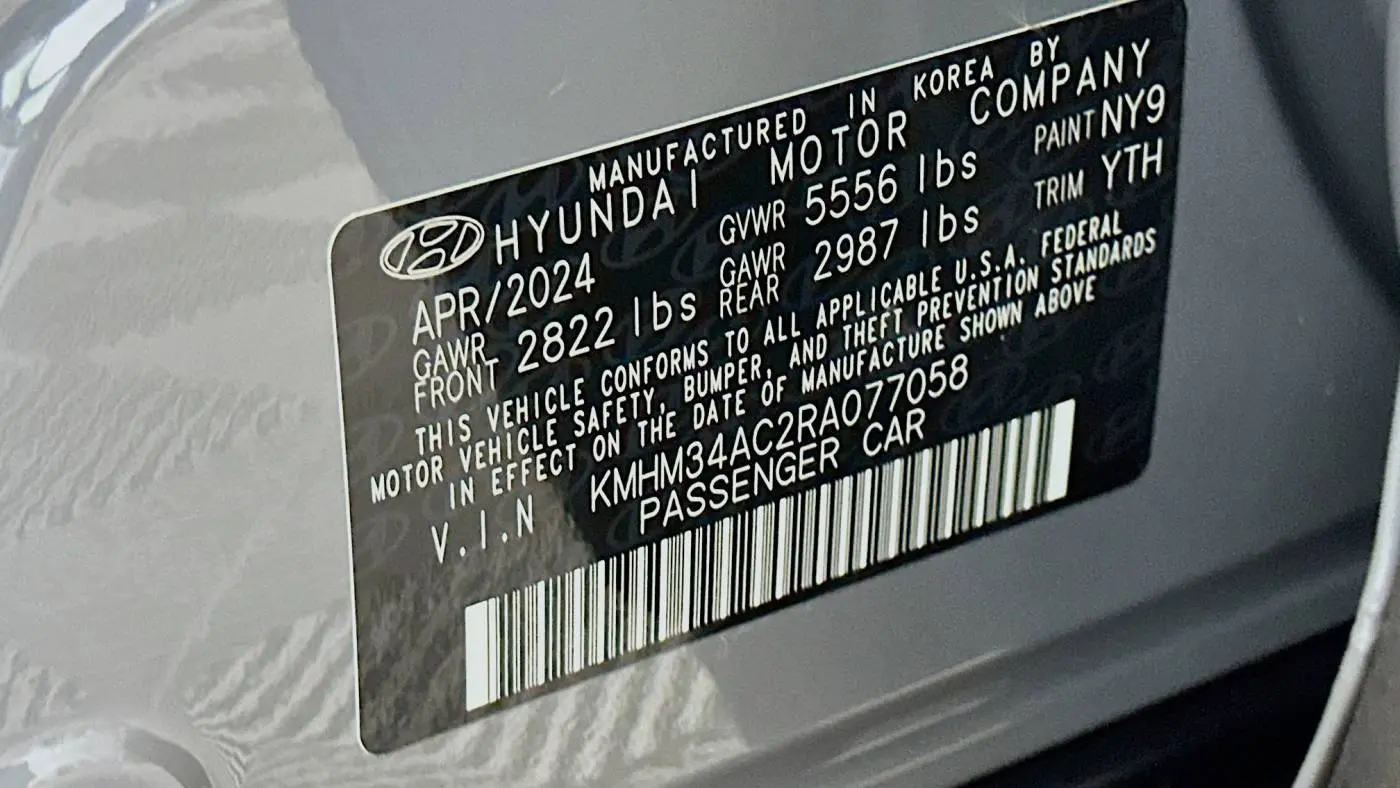 MANUFACTURED IN KOREA BY
HYUNDAI MOTOR COMPANY
APR/2024 GVWR 5556 lbs PAINT NY9
GAWR FRONT 2822 lbs GAWR REAR 2987 lbs TRIM YTH
THIS VEHICLE CONFORMS TO ALL APPLICABLE U.S.A. FEDERAL
MOTOR VEHICLE SAFETY, BUMPER, AND THEFT PREVENTION STANDARDS
IN EFFECT ON THE DATE OF MANUFACTURE SHOWN ABOVE
V.I.N KMHM34AC2RA077058
PASSENGER CAR